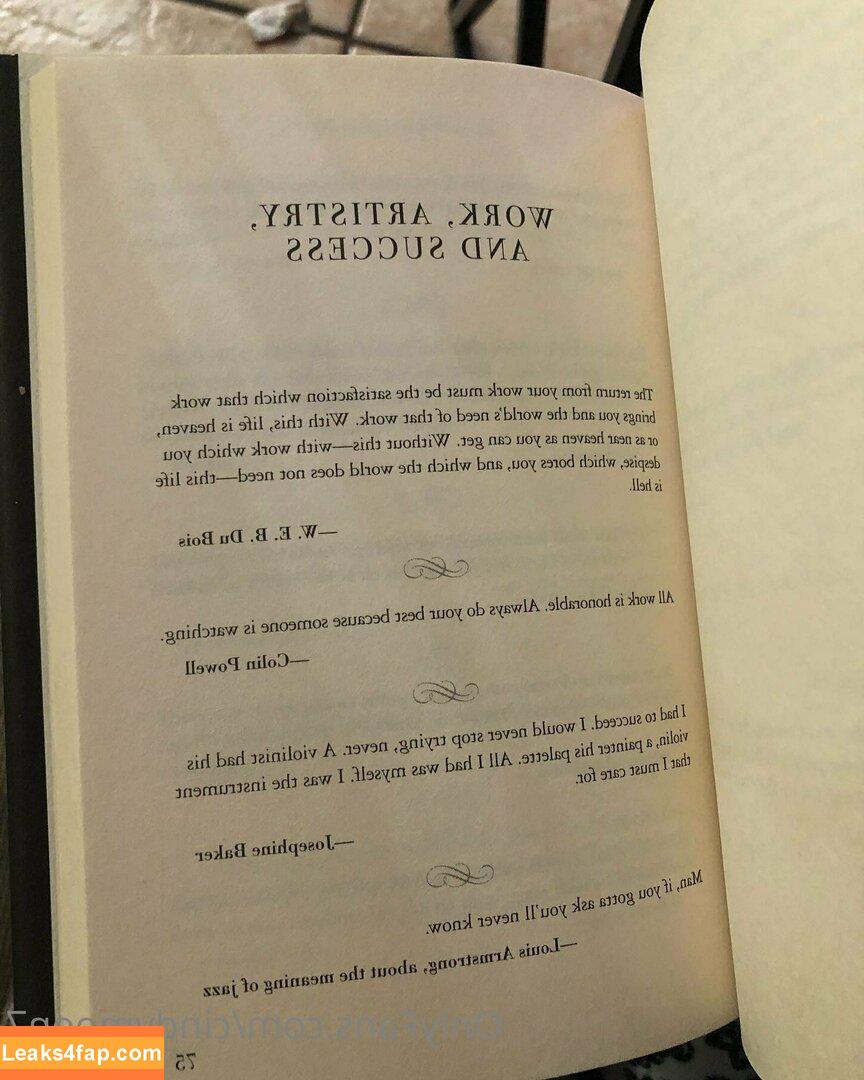 WORK, ARTISTRY,
AND SUCCESS
The return from your work must be the satisfaction which that work
brings you and the world's need of that work. With this, life is heaven,
or as near heaven as you can get. Without this—with work which you
despise, which bores you, and which the world does not need—this life
is hell.
—W. E. B. Du Bois
All work is honorable. Always do your best because someone is watching.
—Colin Powell
I had to succeed. I would never stop trying, never. A violinist had his
violin, a painter his palette. All I had was myself. I was the instrument
that I must care for.
—Josephine Baker
Man, if you gotta ask you'll never know.
—Louis Armstrong, about the meaning of jazz
75
Leaks4fap.com